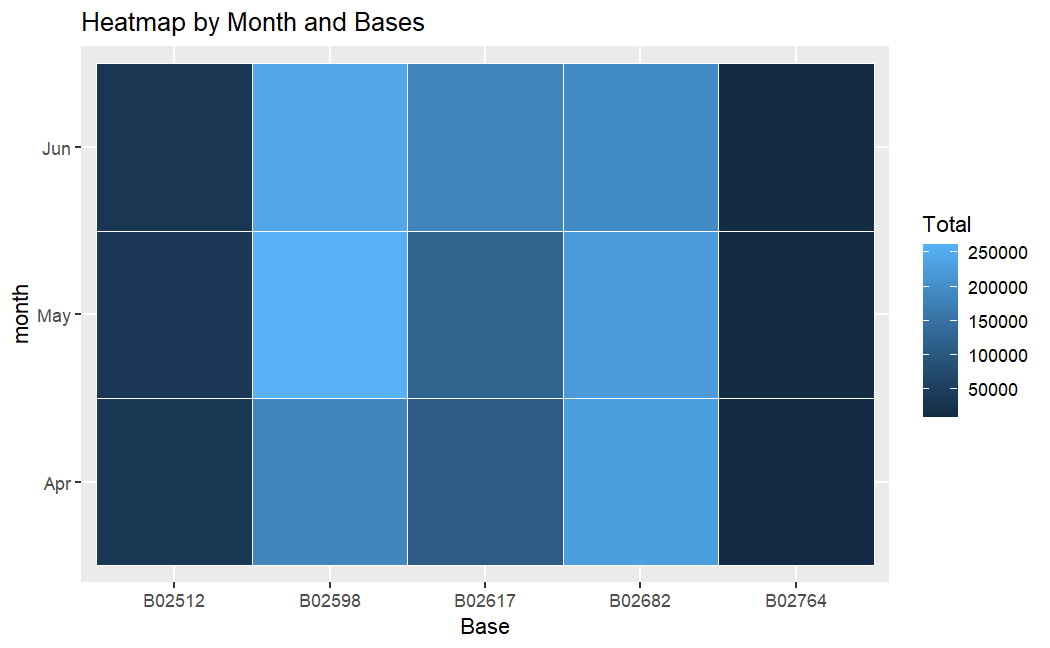 Heatmap by Month and Bases
Jun
May
Apr
month
B02512 B02598 B02617 B02682 B02764
Base
Total
250000
200000
150000
100000
50000